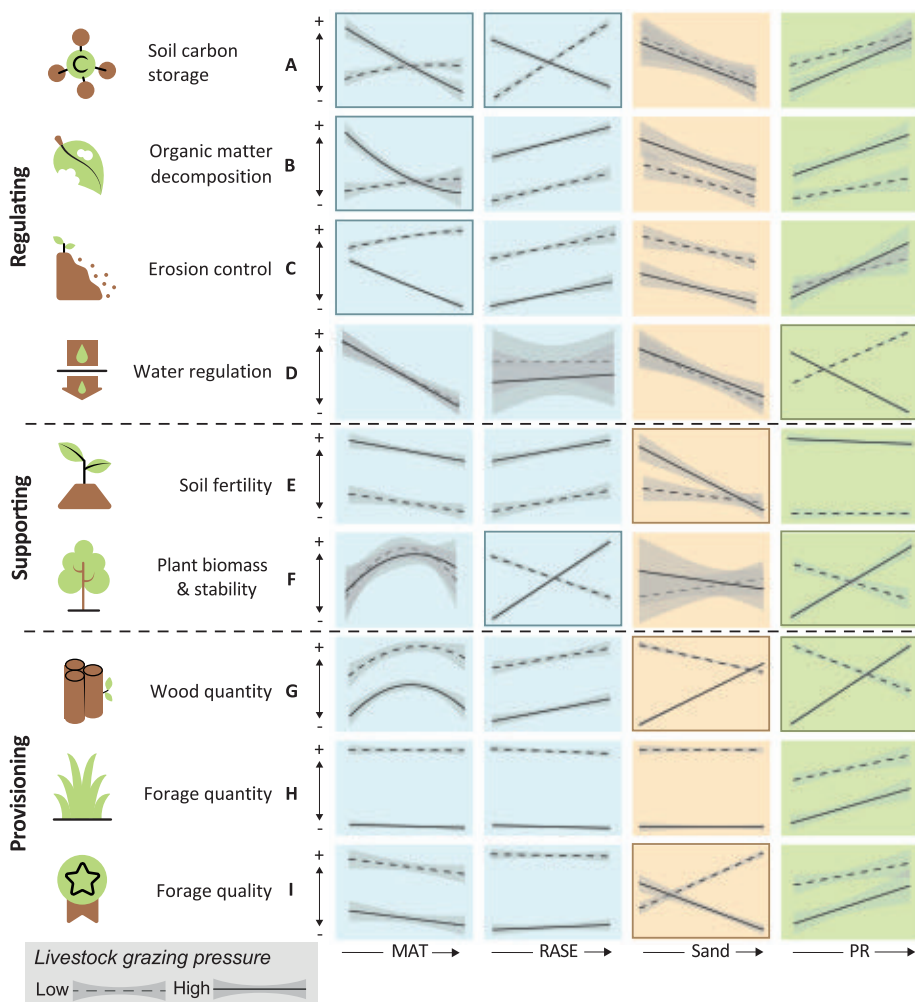 Regulating
Soil carbon
storage
A
+
-
Organic matter
decomposition
B
+
-
Erosion control
C
+
-
Water regulation
D
+
-
Supporting
Soil fertility
E
+
-
Plant biomass
& stability
F
+
-
Provisioning
Wood quantity
G
+
-
Forage quantity
H
+
-
Forage quality
I
+
-
MAT
RASE
Sand
PR
Livestock grazing pressure
Low
High